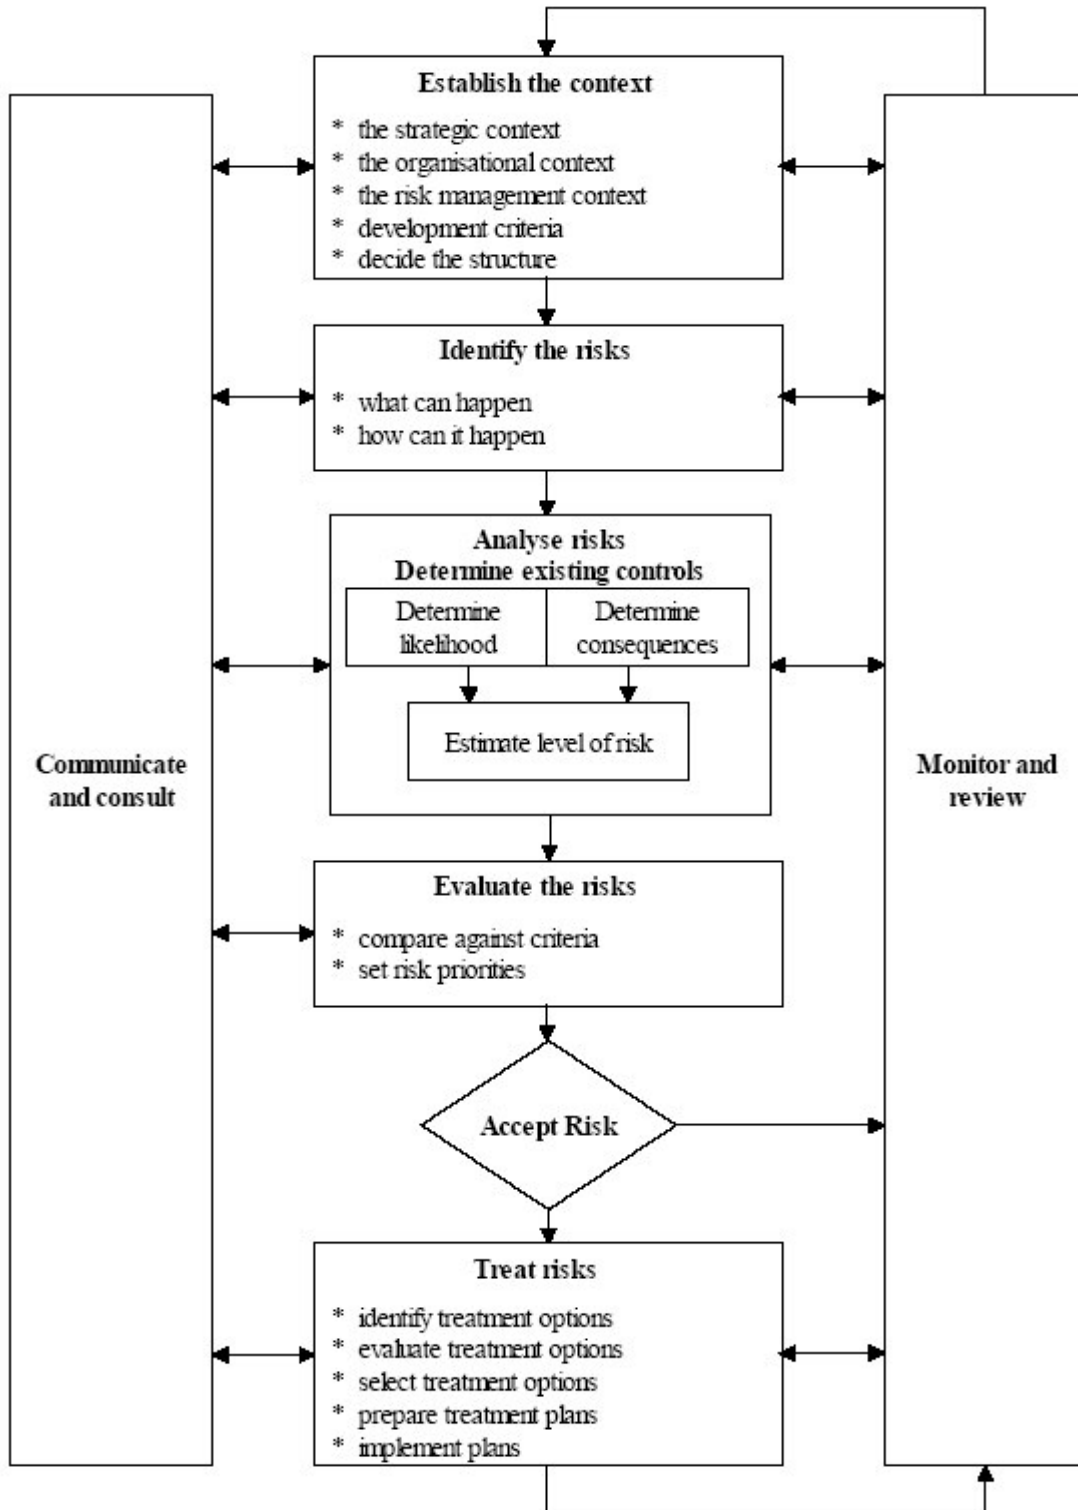 Establish the context
* the strategic context
* the organisational context
* the risk management context
* development criteria
* decide the structure
Identify the risks
* what can happen
* how can it happen
Analyse risks
Determine existing controls
Determine
likelihood
Determine
consequences
Estimate level of risk
Communicate
and consult
Monitor and
review
Evaluate the risks
* compare against criteria
* set risk priorities
Accept Risk
Treat risks
* identify treatment options
* evaluate treatment options
* select treatment options
* prepare treatment plans
* implement plans